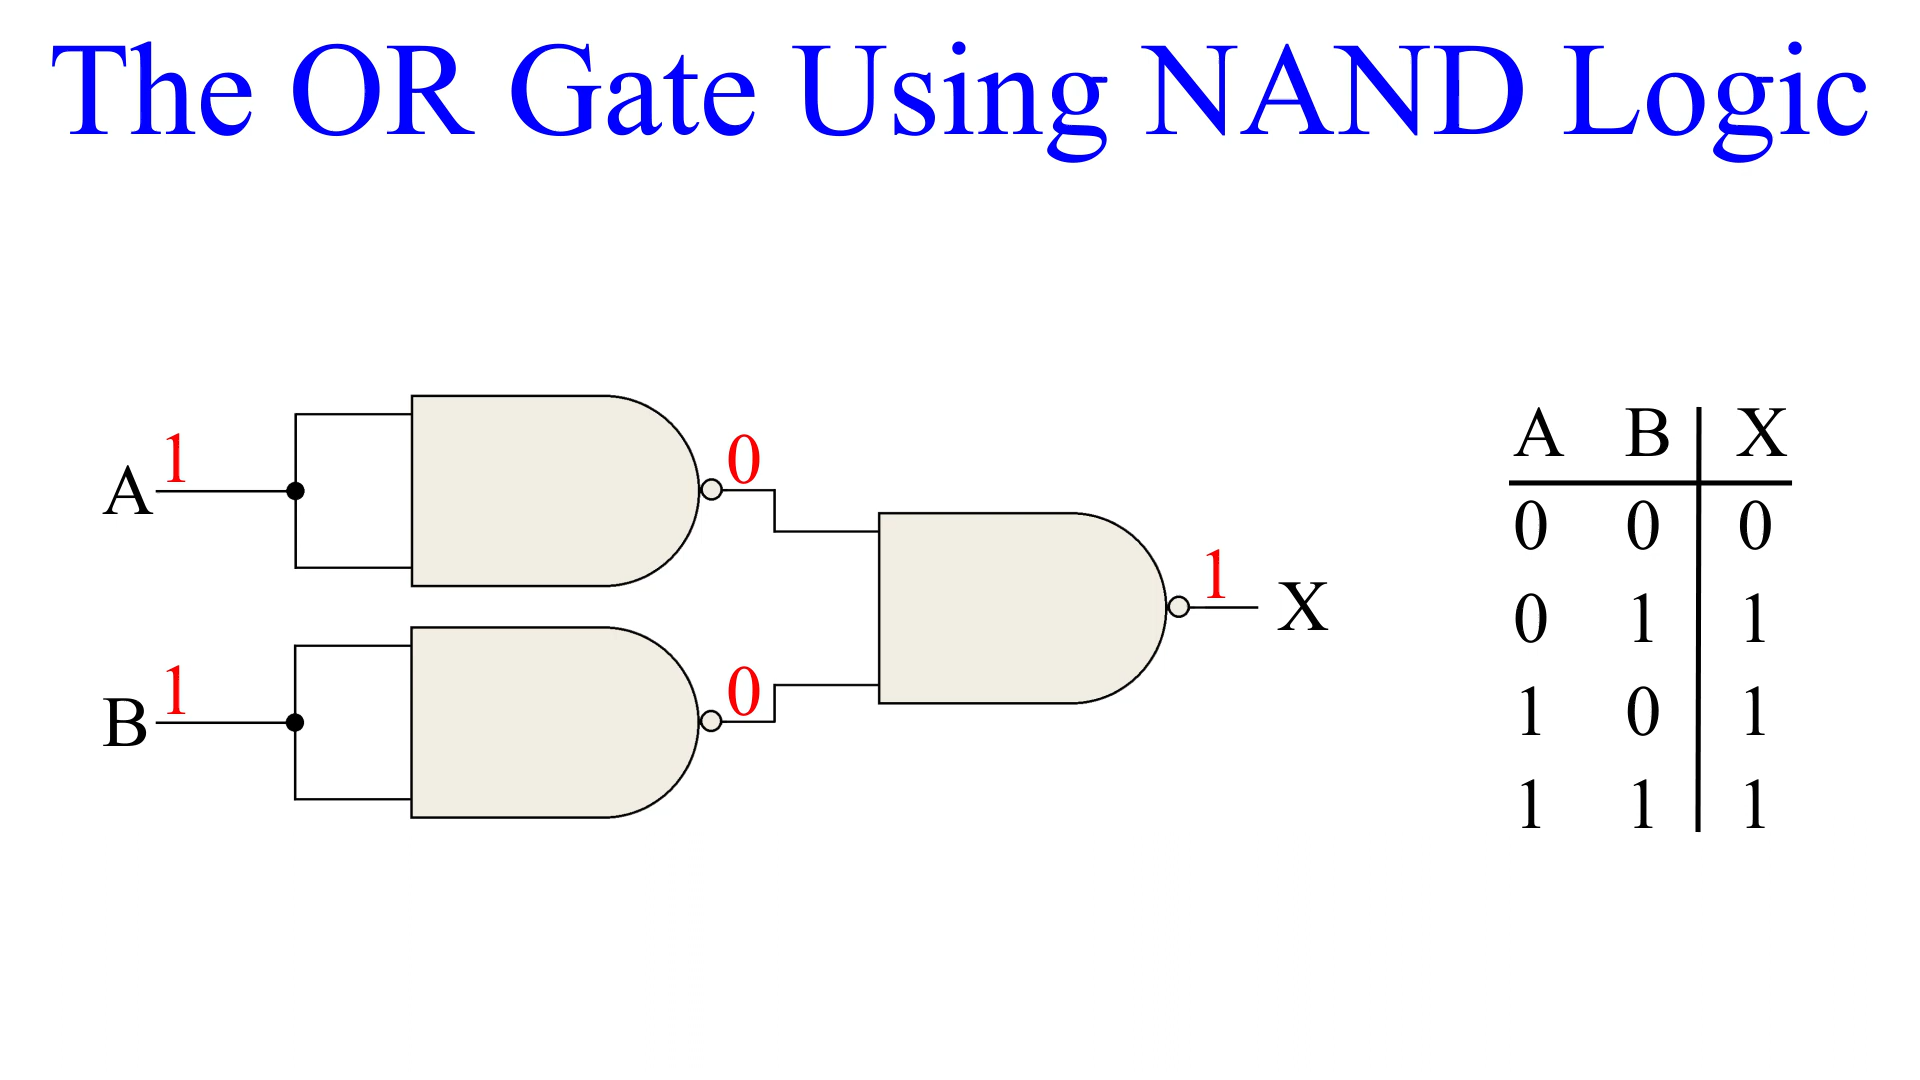 The OR Gate Using NAND Logic
A 1 0
1 X
B 1 0
A B X
0 0 0
0 1 1
1 0 1
1 1 1